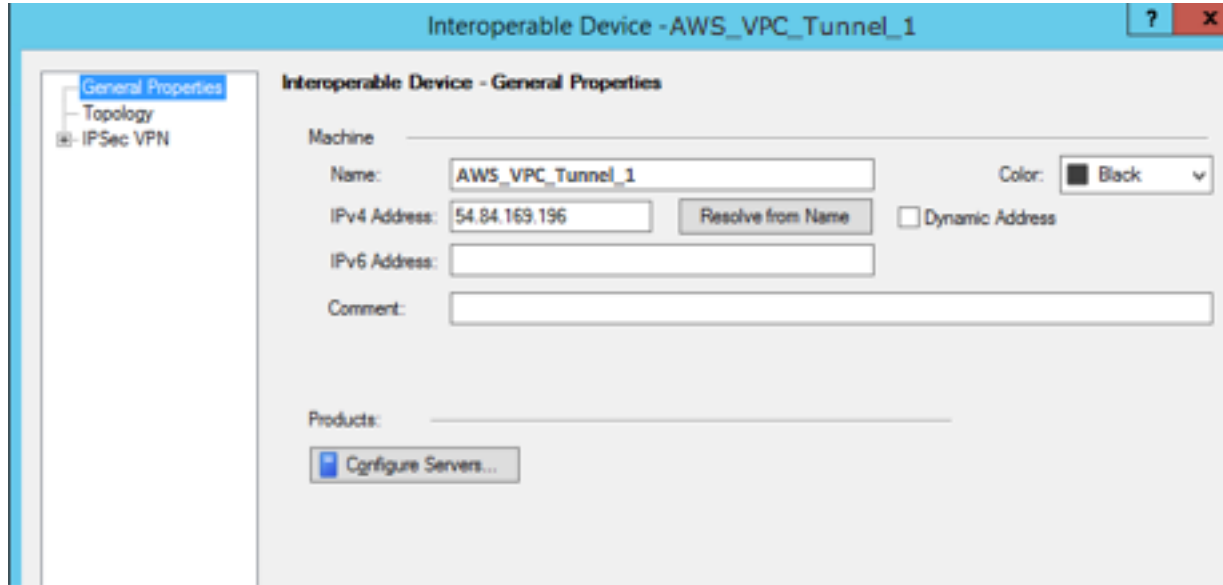 Interoperable Device -AWS_VPC_Tunnel_1
? x
General Properties
Topology
IPSec VPN
Interoperable Device - General Properties
Machine
Name: AWS_VPC_Tunnel_1 Color: Black
IPv4 Address: 54.84.169.196 Resolve from Name Dynamic Address
IPv6 Address:
Comment:
Products:
Configure Servers...